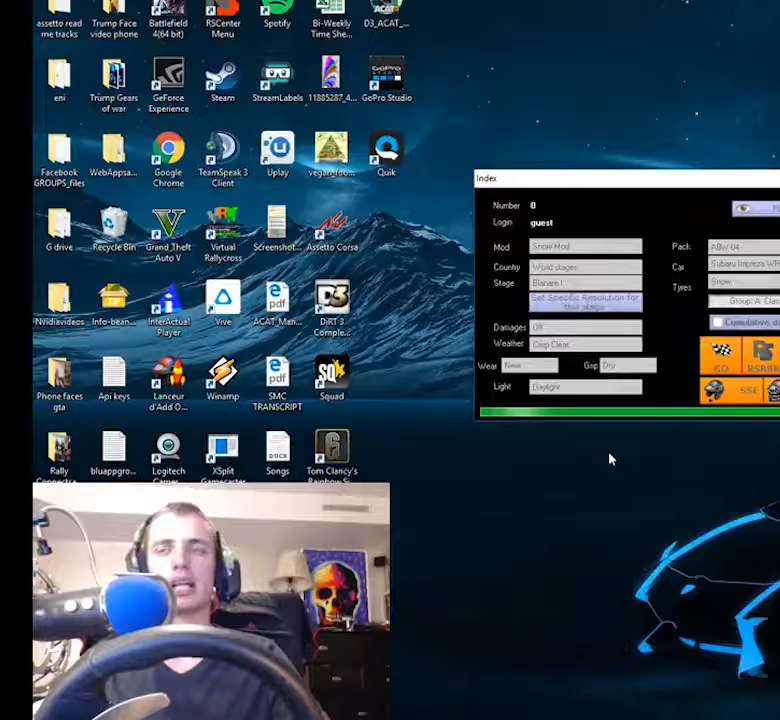 assetto read
me tracks
Trump Face
video phone
Battlefield
4(64 bit)
RSCenter
Menu
Spotify
Bi-Weekly
Time She...
D3_ACAT_...
eni
Trump Gears
of war
GeForce
Experience
Steam
StreamLabels
11885287_4...
GoPro Studio
Facebook
GROUPS_files
WebAppsa...
Google
Chrome
TeamSpeak 3
Client
Uplay
vegan_foo...
Quik
G drive
Recycle Bin
Grand Theft
Auto V
Virtual
Rallycross
Screenshot...
Assetto Corsa
Nvidiavideos
Info-bean...
InterActual
Player
Vive
ACAT_Man...
DiRT 3
Comple...
Phone faces
gta
Api keys
Lanceur
d'Add O...
Winamp
SMC
TRANSCRIPT
Squad
Rally
bluappgro...
Logitech
XSplit
Gamecaster
Songs
Tom Clancy's
Rainbow Si...
Index
Number 0
Login guest
Mod Snow Mod
Pack
Country World stages
Car Subaru Impreza WR
Stage
Tyres Snow
Set Specific Resolution for
this stage
Group: A Clas
Cumulative d
Damages Off
Weather Crisp Clear
Wear New
Grip Dry
GO
RSRBR
Light Daylight
SSE